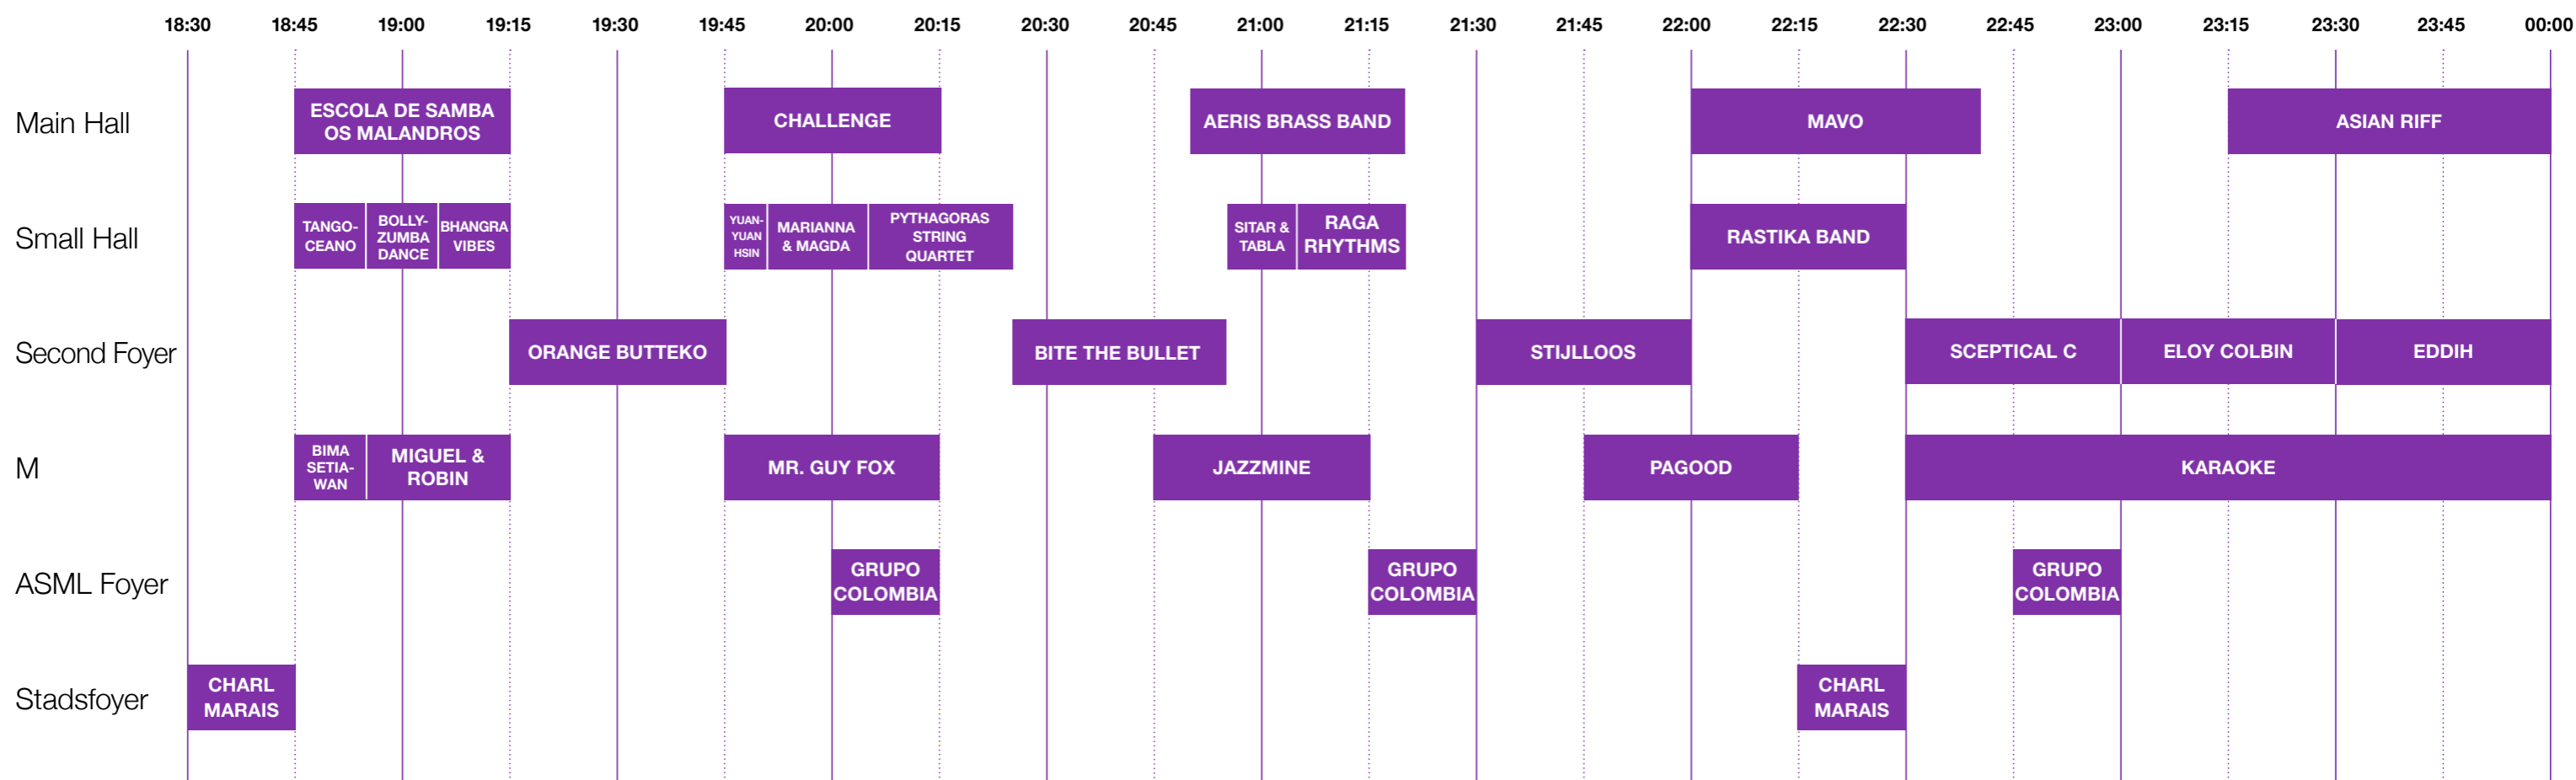 18:30 18:45 19:00 19:15 19:30 19:45 20:00 20:15 20:30 20:45 21:00 21:15 21:30 21:45 22:00 22:15 22:30 22:45 23:00 23:15 23:30 23:45 00:00
Main Hall
ESCOLA DE SAMBA
OS MALANDROS
CHALLENGE
AERIS BRASS BAND
MAVO
ASIAN RIFF
Small Hall
TANGO-
CEANO
BOLLY-
ZUMBA
DANCE
BHANGRA
VIBES
YUAN-
YUAN
HSIN
MARIANNA
& MAGDA
PYTHAGORAS
STRING
QUARTET
SITAR &
TABLA
RAGA
RHYTHMS
RASTIKA BAND
Second Foyer
ORANGE BUTTEKO
BITE THE BULLET
STIJLLOOS
SCEPTICAL C
ELOY COLBIN
EDDIH
M
BIMA
SETIA-
WAN
MIGUEL &
ROBIN
MR. GUY FOX
JAZZMINE
PAGOOD
KARAOKE
ASML Foyer
GRUPO
COLOMBIA
GRUPO
COLOMBIA
GRUPO
COLOMBIA
Stadsfoyer
CHARL
MARAIS
CHARL
MARAIS